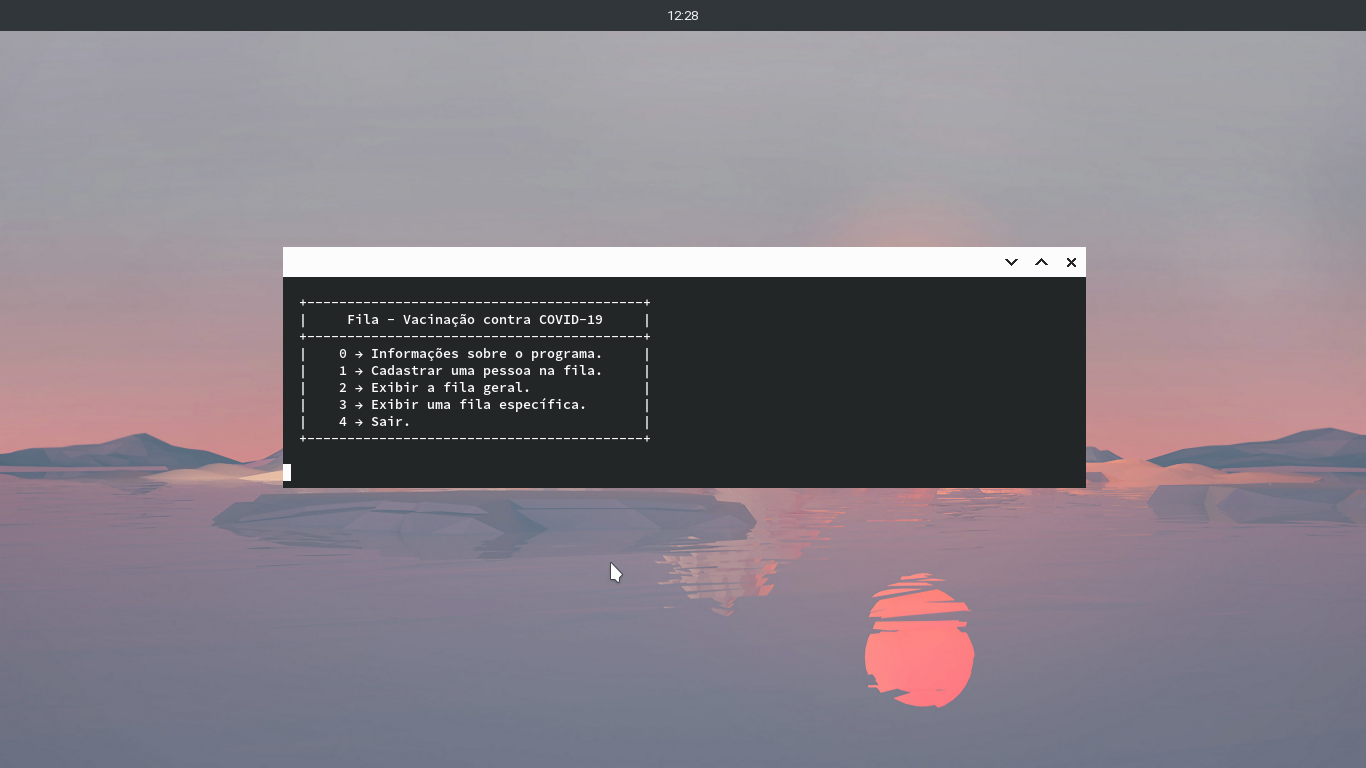 12:28
+------------------------------------------+
|     Fila - Vacinação contra COVID-19     |
+------------------------------------------+
|    0 → Informações sobre o programa.     |
|    1 → Cadastrar uma pessoa na fila.     |
|    2 → Exibir a fila geral.              |
|    3 → Exibir uma fila específica.       |
|    4 → Sair.                             |
+------------------------------------------+